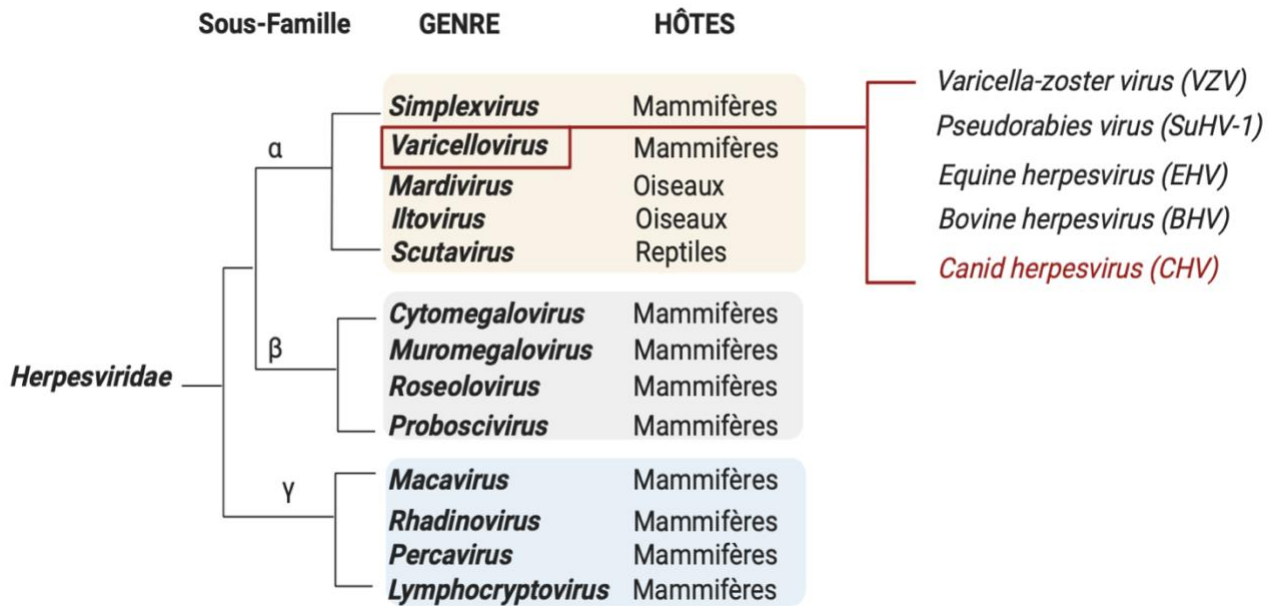 Sous-Famille GENRE HÔTES
Simplexvirus Mammifères
Varicellovirus Mammifères
Mardivirus Oiseaux
Iltovirus Oiseaux
Scutavirus Reptiles
α
Varicella-zoster virus (VZV)
Pseudorabies virus (SuHV-1)
Equine herpesvirus (EHV)
Bovine herpesvirus (BHV)
Canid herpesvirus (CHV)
Herpesviridae
β
Cytomegalovirus Mammifères
Muromegalovirus Mammifères
Roseolovirus Mammifères
Proboscivirus Mammifères
γ
Macavirus Mammifères
Rhadinovirus Mammifères
Percavirus Mammifères
Lymphocryptovirus Mammifères